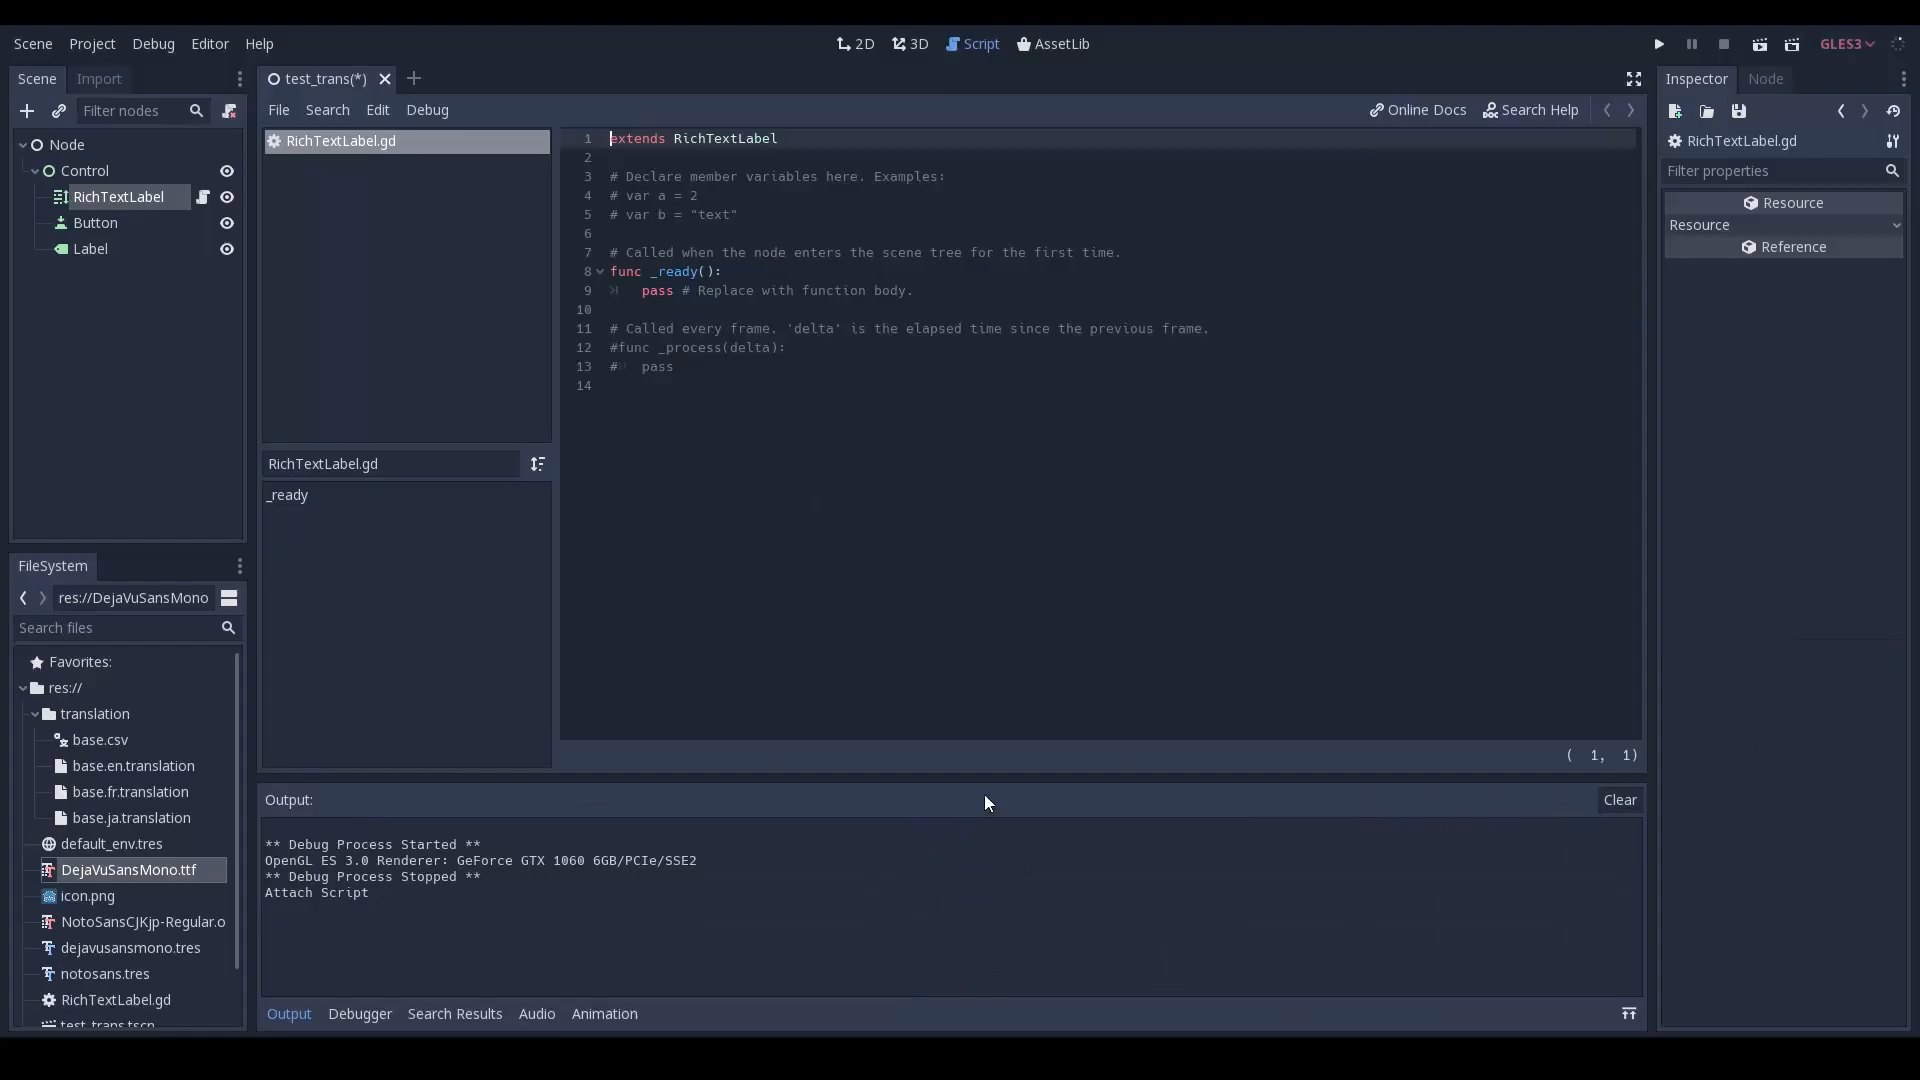 Scene Project Debug Editor Help
2D 3D Script AssetLib
GLES3
Scene Import
Filter nodes
Node
Control
RichTextLabel
Button
Label
FileSystem
res://DejaVuSansMono
Search files
Favorites:
res://
translation
base.csv
base.en.translation
base.fr.translation
base.ja.translation
default_env.tres
DejaVuSansMono.ttf
icon.png
NotoSansCJKjp-Regular.o
dejavusansmono.tres
notosans.tres
RichTextLabel.gd
test_trans.tscn
test_trans(*)
File Search Edit Debug
Online Docs Search Help
RichTextLabel.gd
RichTextLabel.gd
_ready
1 extends RichTextLabel
2
3 # Declare member variables here. Examples:
4 # var a = 2
5 # var b = "text"
6
7 # Called when the node enters the scene tree for the first time.
8 func _ready():
9 pass # Replace with function body.
10
11 # Called every frame. 'delta' is the elapsed time since the previous frame.
12 #func _process(delta):
13 # pass
14
( 1, 1)
Output:
Clear
** Debug Process Started **
OpenGL ES 3.0 Renderer: GeForce GTX 1060 6GB/PCIe/SSE2
** Debug Process Stopped **
Attach Script
Output Debugger Search Results Audio Animation
Inspector Node
RichTextLabel.gd
Filter properties
Resource
Resource
Reference